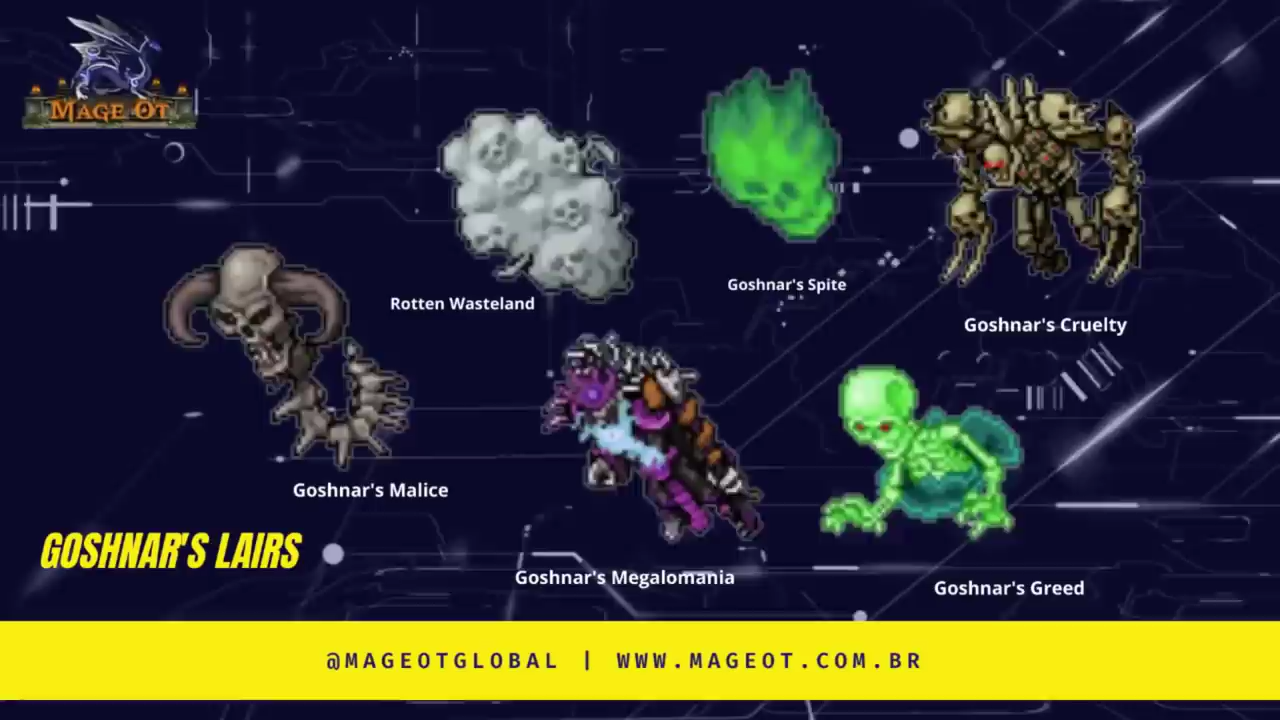 MAGE OT
Rotten Wasteland
Goshnar's Spite
Goshnar's Cruelty
Goshnar's Malice
Goshnar's Megalomania
Goshnar's Greed
GOSHNAR'S LAIRS
@MAGEOTGLOBAL | WWW.MAGEOT.COM.BR